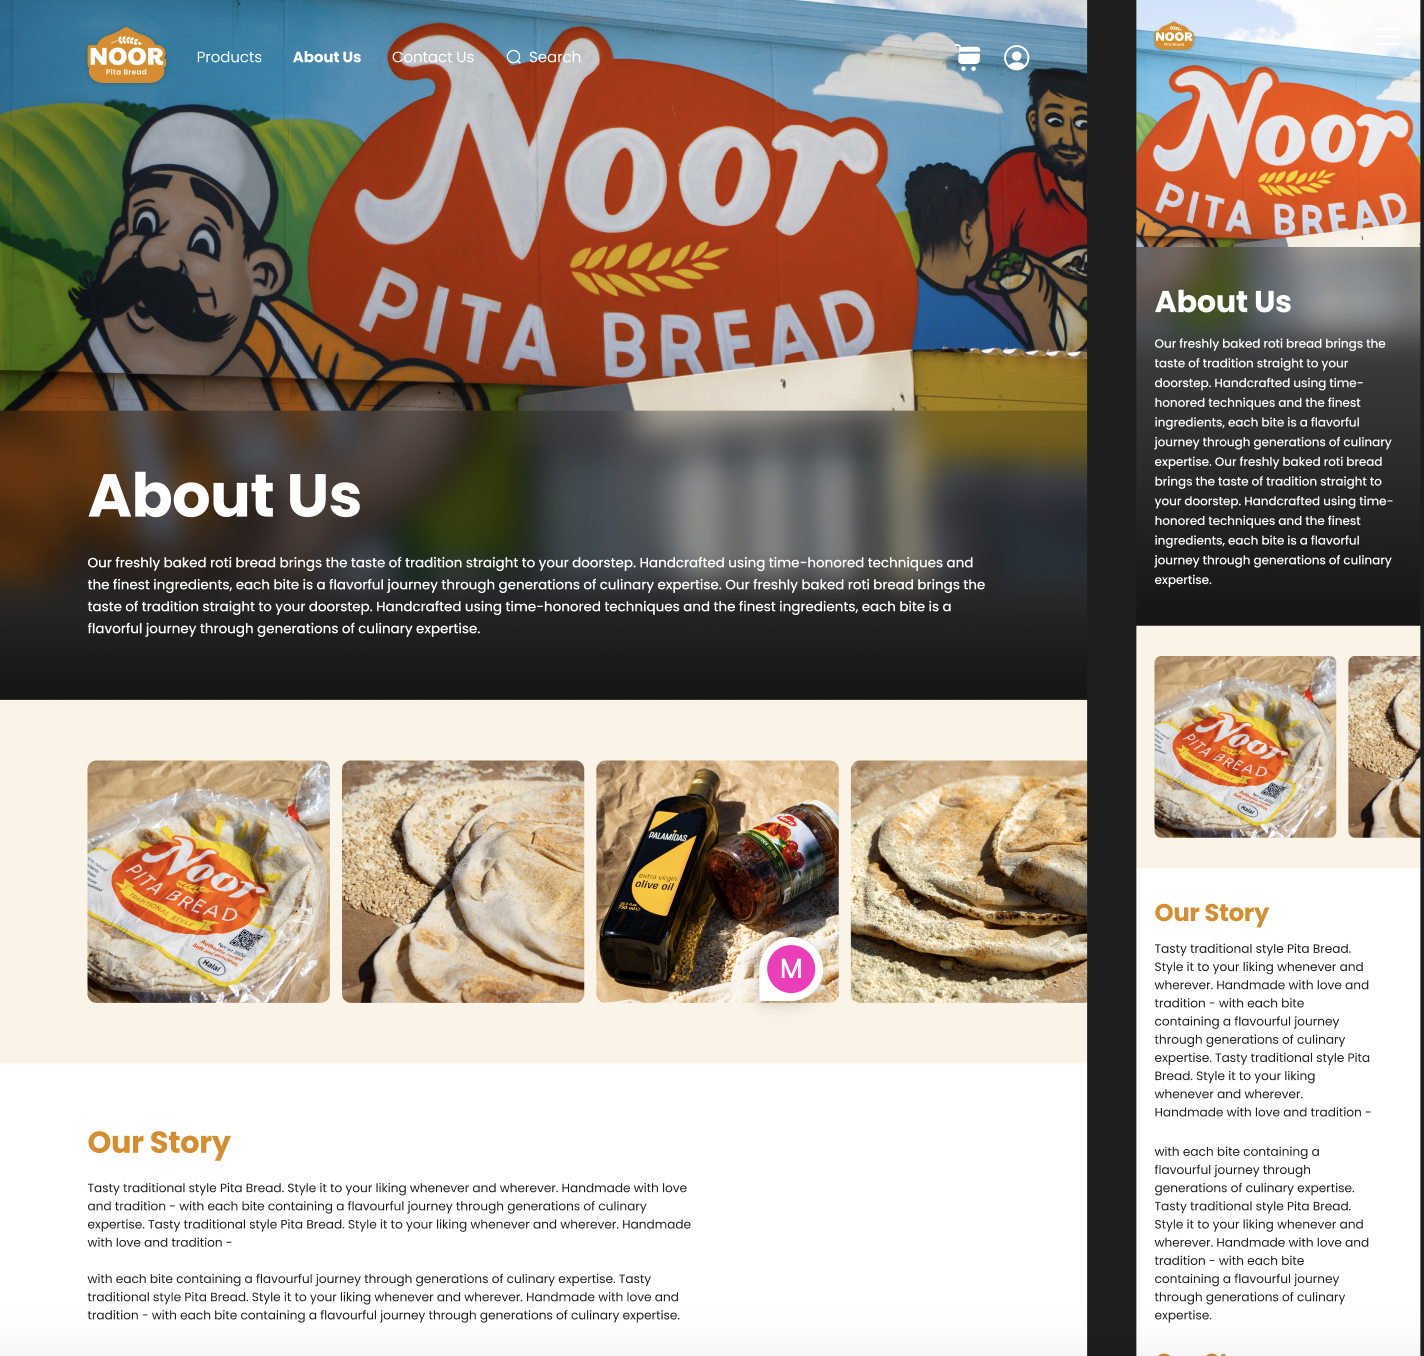 NOOR
Pita Bread
Products
About Us
Contact Us
Search
Noor
PITA BREAD
About Us
Our freshly baked roti bread brings the taste of tradition straight to your doorstep. Handcrafted using time-honored techniques and
the finest ingredients, each bite is a flavorful journey through generations of culinary expertise. Our freshly baked roti bread brings the
taste of tradition straight to your doorstep. Handcrafted using time-honored techniques and the finest ingredients, each bite is a
flavorful journey through generations of culinary expertise.
Noor
PITA BREAD
TRADITIONAL STYLE
Halal
PALAMIDAS
extra virgin
olive oil
M
Our Story
Tasty traditional style Pita Bread. Style it to your liking whenever and wherever. Handmade with love
and tradition - with each bite containing a flavourful journey through generations of culinary
expertise. Tasty traditional style Pita Bread. Style it to your liking whenever and wherever. Handmade
with love and tradition -
with each bite containing a flavourful journey through generations of culinary expertise. Tasty
traditional style Pita Bread. Style it to your liking whenever and wherever. Handmade with love and
tradition - with each bite containing a flavourful journey through generations of culinary expertise.
NOOR
Pita Bread
Noor
PITA BREAD
About Us
Our freshly baked roti bread brings the
taste of tradition straight to your
doorstep. Handcrafted using time-
honored techniques and the finest
ingredients, each bite is a flavorful
journey through generations of culinary
expertise. Our freshly baked roti bread
brings the taste of tradition straight to
your doorstep. Handcrafted using time-
honored techniques and the finest
ingredients, each bite is a flavorful
journey through generations of culinary
expertise.
Noor
PITA BREAD
TRADITIONAL STYLE
Halal
Our Story
Tasty traditional style Pita Bread.
Style it to your liking whenever and
wherever. Handmade with love and
tradition - with each bite
containing a flavourful journey
through generations of culinary
expertise. Tasty traditional style Pita
Bread. Style it to your liking
whenever and wherever.
Handmade with love and tradition -
with each bite containing a
flavourful journey through
generations of culinary expertise.
Tasty traditional style Pita Bread.
Style it to your liking whenever and
wherever. Handmade with love and
tradition - with each bite
containing a flavourful journey
through generations of culinary
expertise.